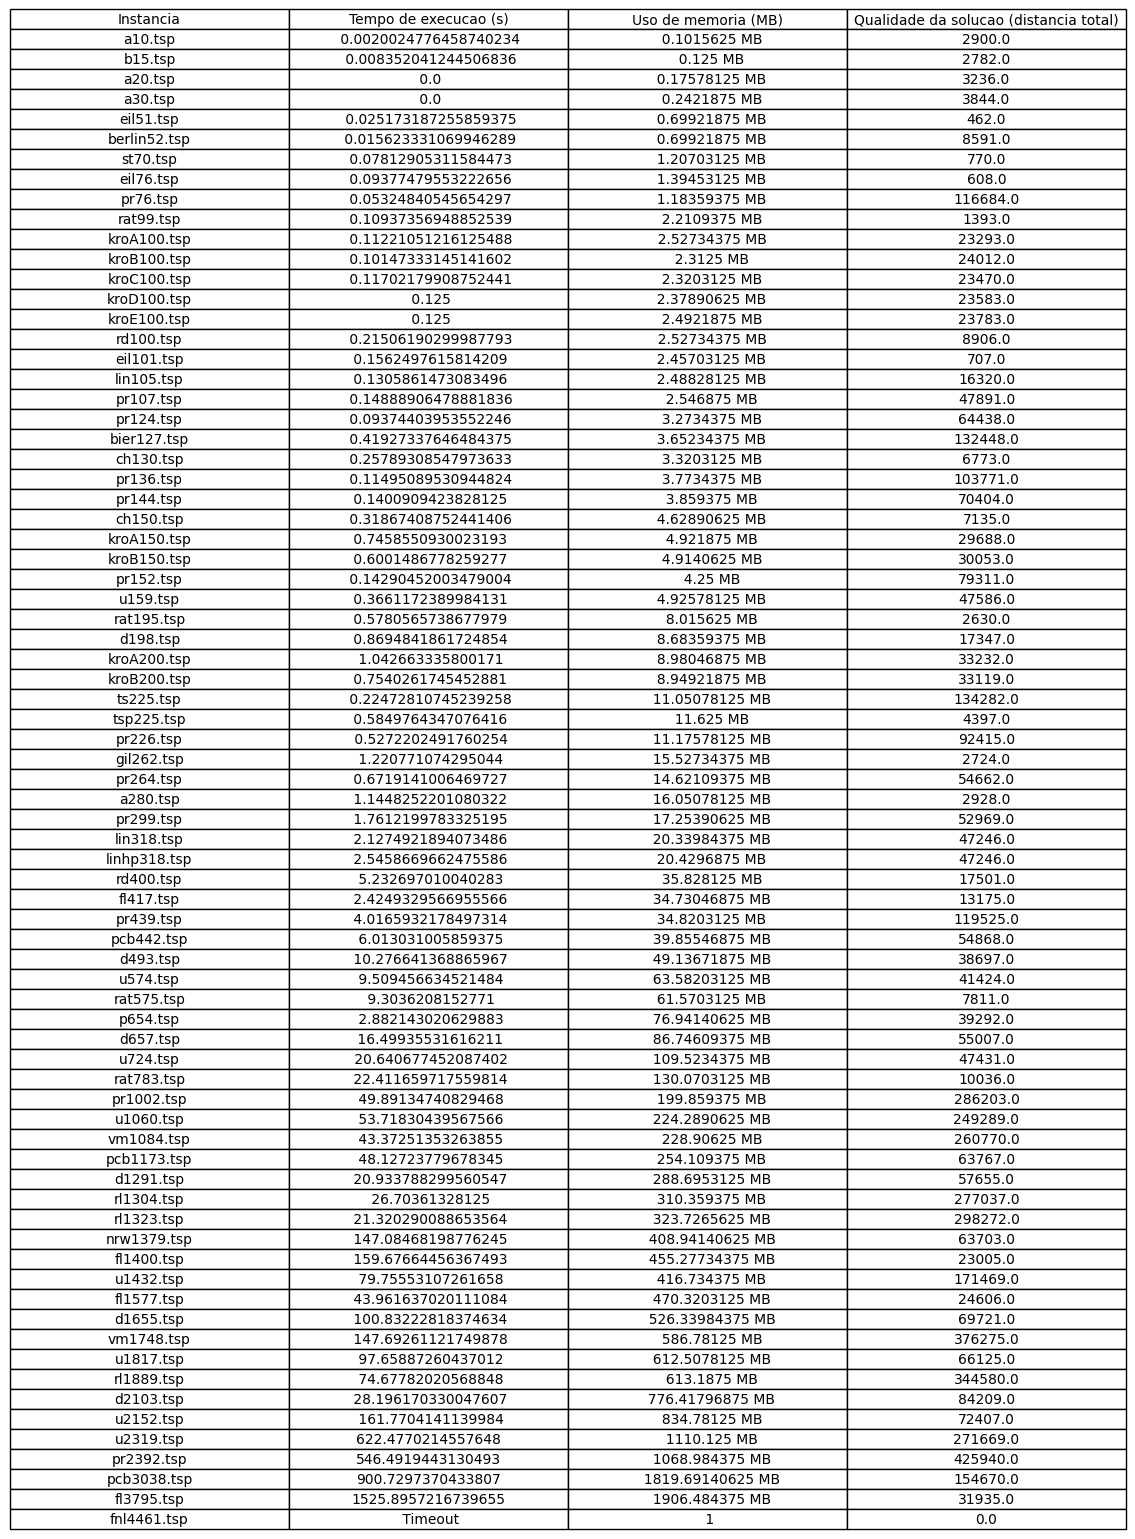 Instancia Tempo de execucao (s) Uso de memoria (MB) Qualidade da solucao (distancia total)
a10.tsp 0.0020024776458740234 0.1015625 MB 2900.0
b15.tsp 0.008352041244506836 0.125 MB 2782.0
a20.tsp 0.0 0.17578125 MB 3236.0
a30.tsp 0.0 0.2421875 MB 3844.0
eil51.tsp 0.025173187255859375 0.69921875 MB 462.0
berlin52.tsp 0.015623331069946289 0.69921875 MB 8591.0
st70.tsp 0.07812905311584473 1.20703125 MB 770.0
eil76.tsp 0.09377479553222656 1.39453125 MB 608.0
pr76.tsp 0.05324840545654297 1.18359375 MB 116684.0
rat99.tsp 0.10937356948852539 2.2109375 MB 1393.0
kroA100.tsp 0.11221051216125488 2.52734375 MB 23293.0
kroB100.tsp 0.10147333145141602 2.3125 MB 24012.0
kroC100.tsp 0.11702179908752441 2.3203125 MB 23470.0
kroD100.tsp 0.125 2.37890625 MB 23583.0
kroE100.tsp 0.125 2.4921875 MB 23783.0
rd100.tsp 0.21506190299987793 2.52734375 MB 8906.0
eil101.tsp 0.1562497615814209 2.45703125 MB 707.0
lin105.tsp 0.1305861473083496 2.48828125 MB 16320.0
pr107.tsp 0.14888906478881836 2.546875 MB 47891.0
pr124.tsp 0.09374403953552246 3.2734375 MB 64438.0
bier127.tsp 0.41927337646484375 3.65234375 MB 132448.0
ch130.tsp 0.25789308547973633 3.3203125 MB 6773.0
pr136.tsp 0.11495089530944824 3.7734375 MB 103771.0
pr144.tsp 0.1400909423828125 3.859375 MB 70404.0
ch150.tsp 0.31867408752441406 4.62890625 MB 7135.0
kroA150.tsp 0.7458550930023193 4.921875 MB 29688.0
kroB150.tsp 0.6001486778259277 4.9140625 MB 30053.0
pr152.tsp 0.14290452003479004 4.25 MB 79311.0
u159.tsp 0.3661172389984131 4.92578125 MB 47586.0
rat195.tsp 0.5780565738677979 8.015625 MB 2630.0
d198.tsp 0.8694841861724854 8.68359375 MB 17347.0
kroA200.tsp 1.042663335800171 8.98046875 MB 33232.0
kroB200.tsp 0.7540261745452881 8.94921875 MB 33119.0
ts225.tsp 0.22472810745239258 11.05078125 MB 134282.0
tsp225.tsp 0.5849764347076416 11.625 MB 4397.0
pr226.tsp 0.5272202491760254 11.17578125 MB 92415.0
gil262.tsp 1.220771074295044 15.52734375 MB 2724.0
pr264.tsp 0.6719141006469727 14.62109375 MB 54662.0
a280.tsp 1.1448252201080322 16.05078125 MB 2928.0
pr299.tsp 1.7612199783325195 17.25390625 MB 52969.0
lin318.tsp 2.1274921894073486 20.33984375 MB 47246.0
linhp318.tsp 2.5458669662475586 20.4296875 MB 47246.0
rd400.tsp 5.232697010040283 35.828125 MB 17501.0
fl417.tsp 2.4249329566955566 34.73046875 MB 13175.0
pr439.tsp 4.0165932178497314 34.8203125 MB 119525.0
pcb442.tsp 6.013031005859375 39.85546875 MB 54868.0
d493.tsp 10.276641368865967 49.13671875 MB 38697.0
u574.tsp 9.509456634521484 63.58203125 MB 41424.0
rat575.tsp 9.3036208152771 61.5703125 MB 7811.0
p654.tsp 2.882143020629883 76.94140625 MB 39292.0
d657.tsp 16.49935531616211 86.74609375 MB 55007.0
u724.tsp 20.640677452087402 109.5234375 MB 47431.0
rat783.tsp 22.411659717559814 130.0703125 MB 10036.0
pr1002.tsp 49.89134740829468 199.859375 MB 286203.0
u1060.tsp 53.71830439567566 224.2890625 MB 249289.0
vm1084.tsp 43.37251353263855 228.90625 MB 260770.0
pcb1173.tsp 48.12723779678345 254.109375 MB 63767.0
d1291.tsp 20.933788299560547 288.6953125 MB 57655.0
rl1304.tsp 26.70361328125 310.359375 MB 277037.0
rl1323.tsp 21.320290088653564 323.7265625 MB 298272.0
nrw1379.tsp 147.08468198776245 408.94140625 MB 63703.0
fl1400.tsp 159.67664456367493 455.27734375 MB 23005.0
u1432.tsp 79.75553107261658 416.734375 MB 171469.0
fl1577.tsp 43.961637020111084 470.3203125 MB 24606.0
d1655.tsp 100.83222818374634 526.33984375 MB 69721.0
vm1748.tsp 147.69261121749878 586.78125 MB 376275.0
u1817.tsp 97.65887260437012 612.5078125 MB 66125.0
rl1889.tsp 74.67782020568848 613.1875 MB 344580.0
d2103.tsp 28.196170330047607 776.41796875 MB 84209.0
u2152.tsp 161.7704141139984 834.78125 MB 72407.0
u2319.tsp 622.4770214557648 1110.125 MB 271669.0
pr2392.tsp 546.4919443130493 1068.984375 MB 425940.0
pcb3038.tsp 900.7297370433807 1819.69140625 MB 154670.0
fl3795.tsp 1525.8957216739655 1906.484375 MB 31935.0
fnl4461.tsp Timeout 1 0.0